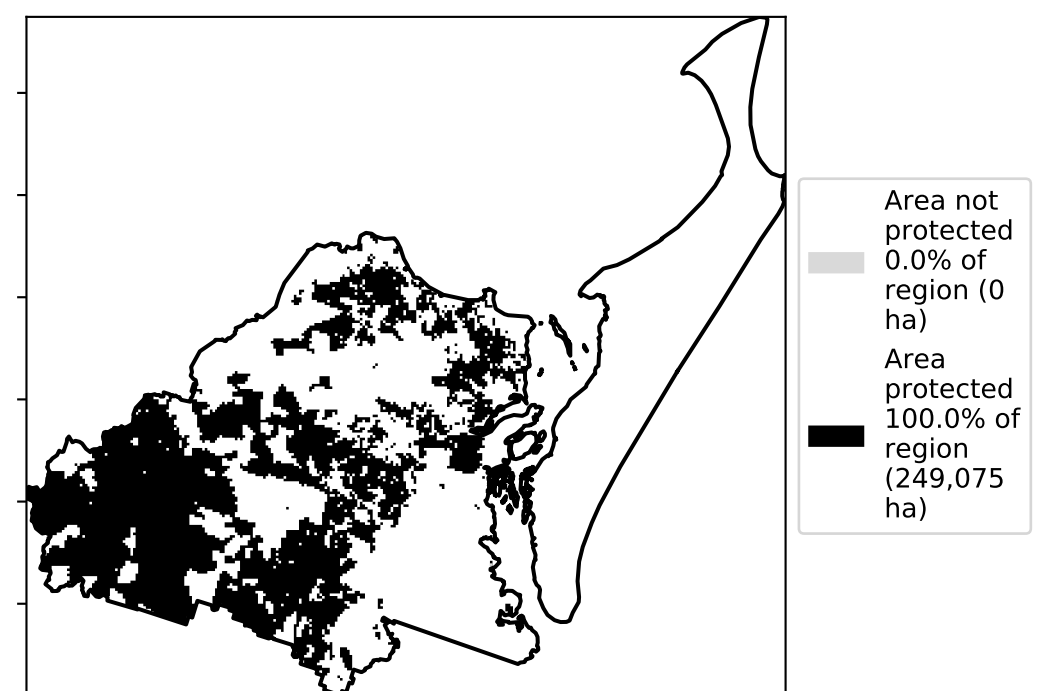 Area not
protected
0.0% of
region (0
ha)
Area
protected
100.0% of
region
(249,075
ha)